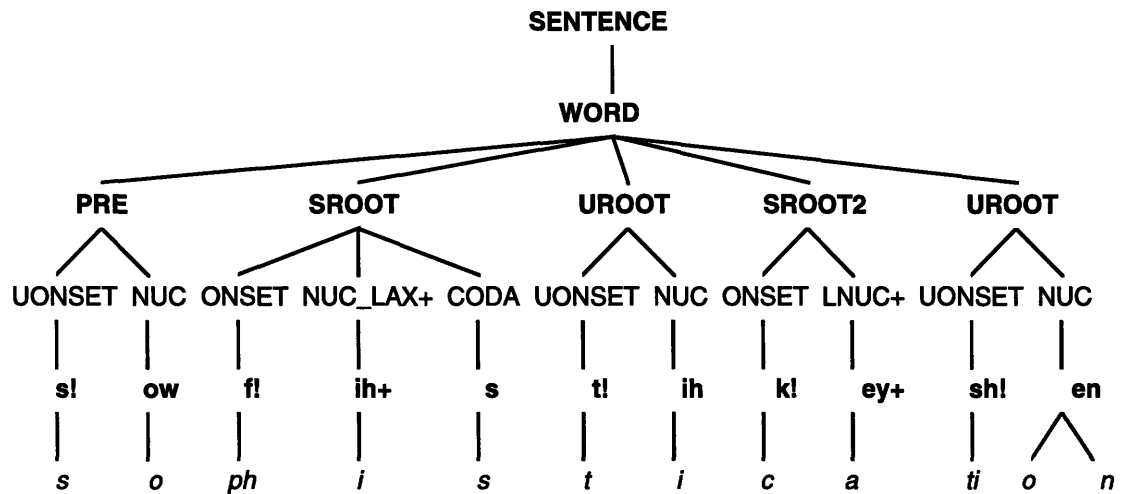 SENTENCE
WORD
PRE SROOT UROOT SROOT2 UROOT
UONSET NUC ONSET NUC_LAX+ CODA UONSET NUC ONSET LNUC+ UONSET NUC
s! ow f! ih+ s t! ih k! ey+ sh! en
s o ph i s t i c a ti o n